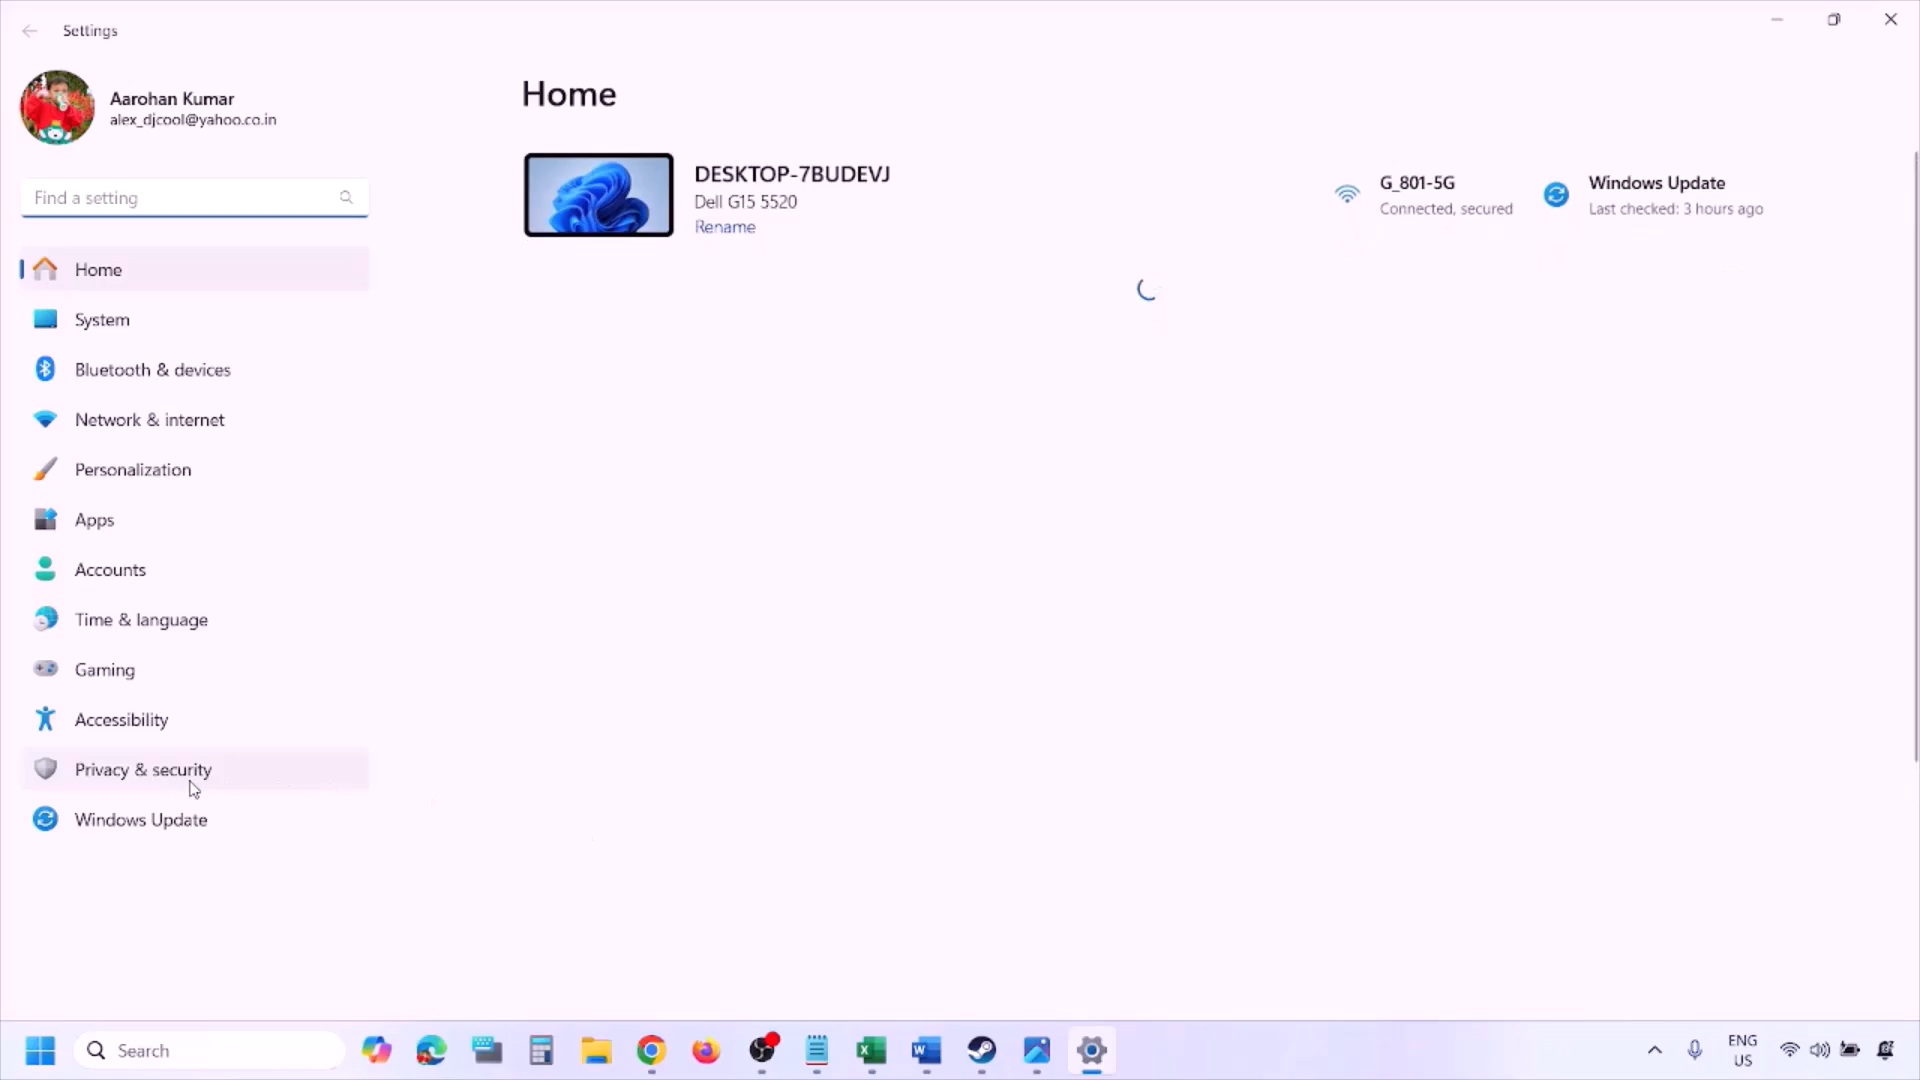 Settings
Aarohan Kumar
alex_djcool@yahoo.co.in
Find a setting
Home
System
Bluetooth & devices
Network & internet
Personalization
Apps
Accounts
Time & language
Gaming
Accessibility
Privacy & security
Windows Update
Home
DESKTOP-7BUDEVJ
Dell G15 5520
Rename
G_801-5G
Connected, secured
Windows Update
Last checked: 3 hours ago
Search
ENG
US